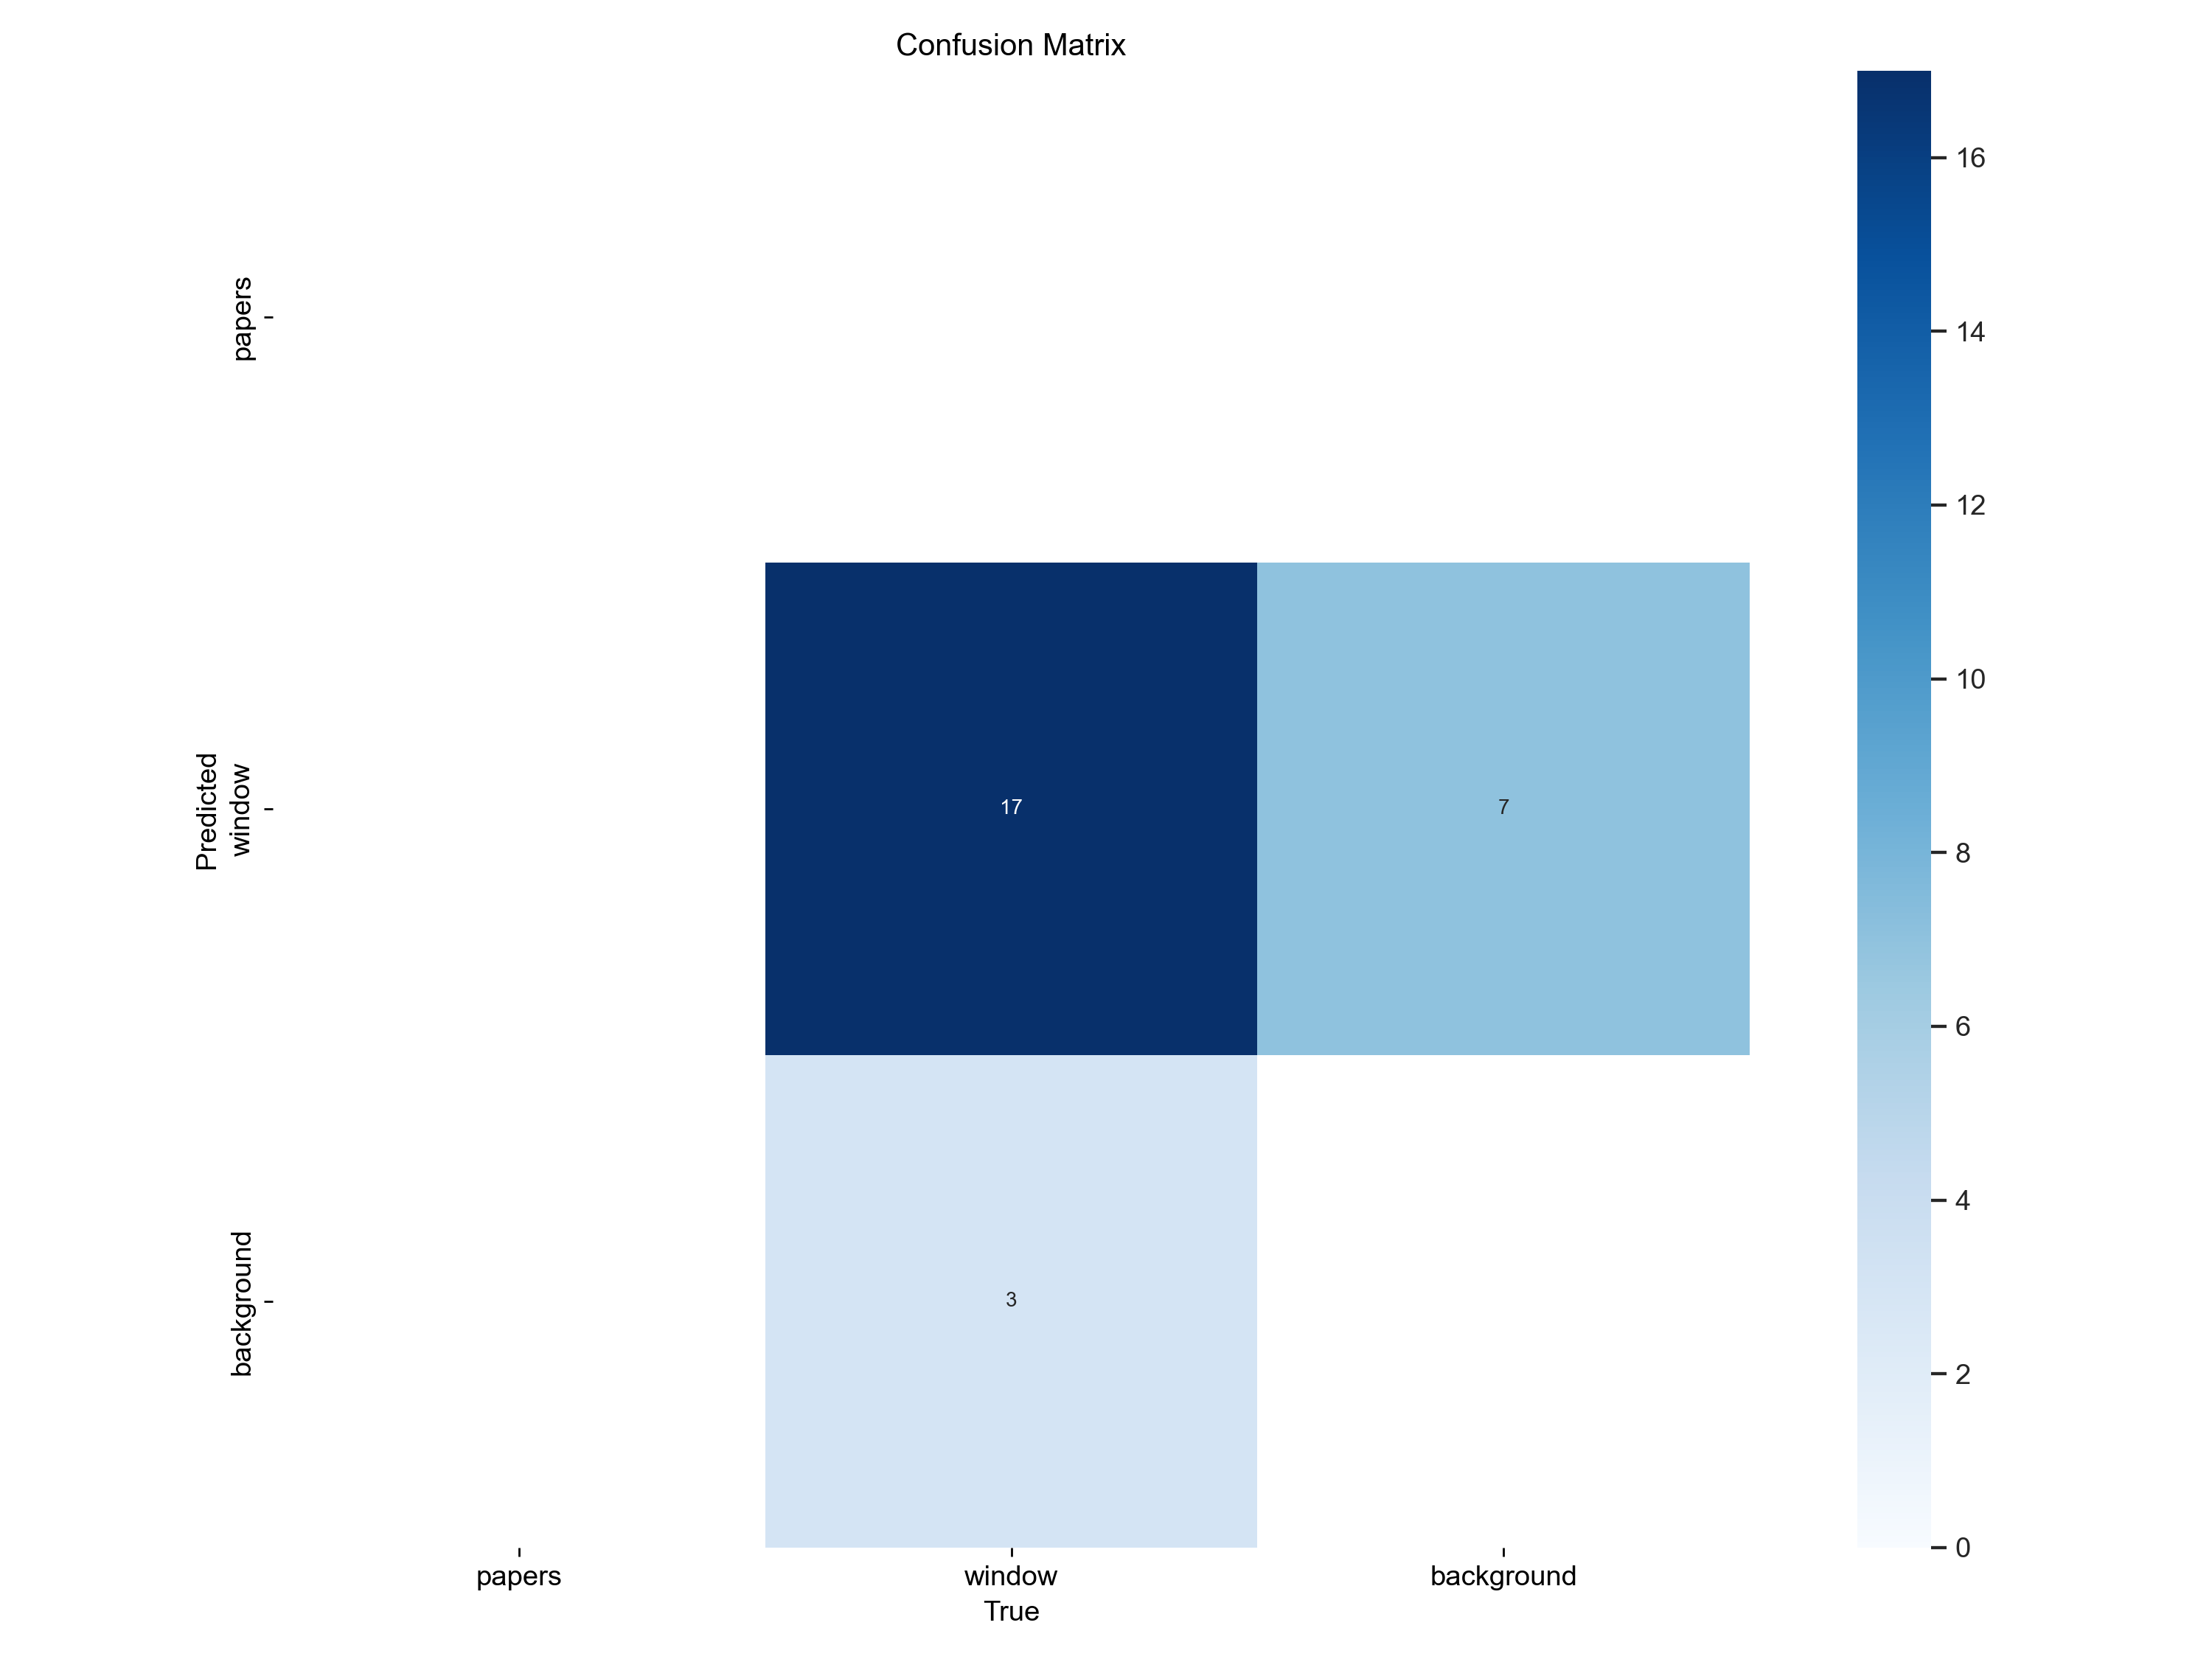 Confusion Matrix
papers
Predicted
window
background
17
7
3
papers
window
background
True
16
14
12
10
8
6
4
2
0